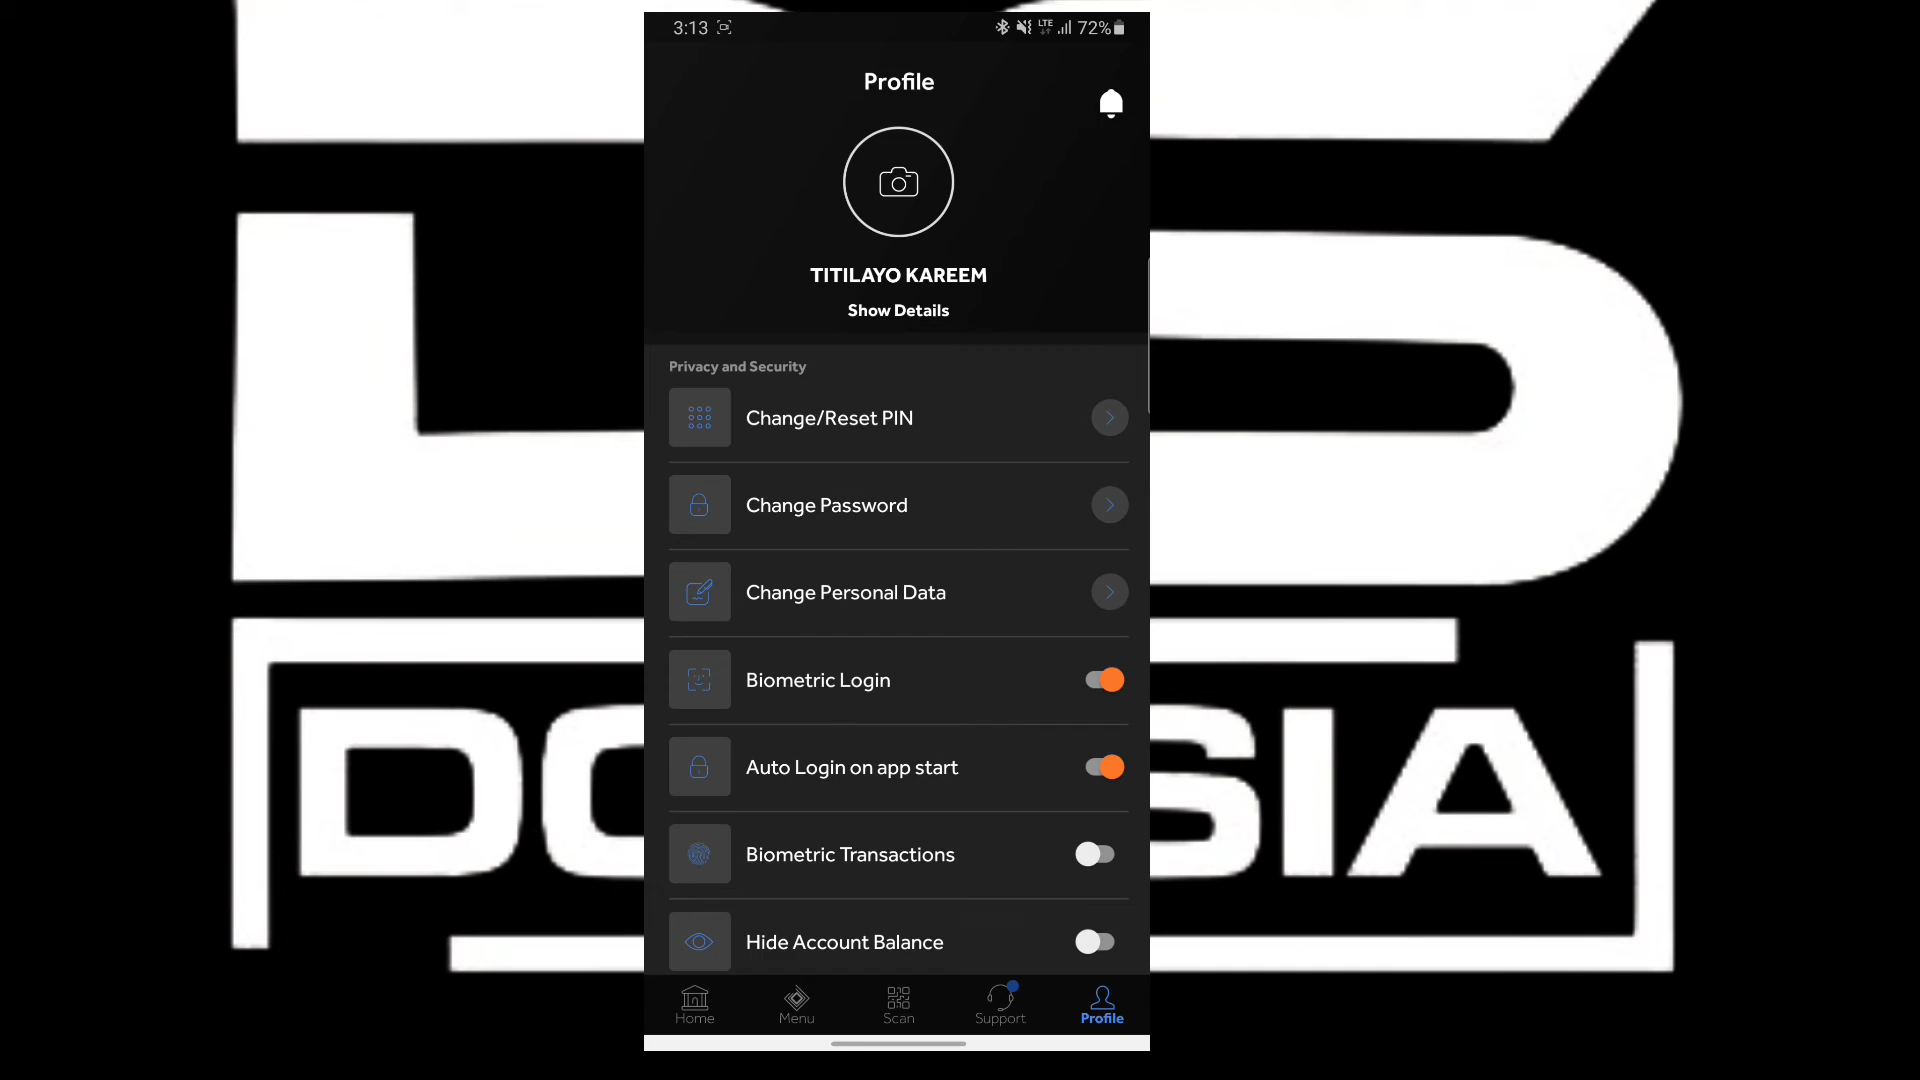 3:13 LTE 72%
Profile
TITILAYO KAREEM
Show Details
Privacy and Security
Change/Reset PIN
Change Password
Change Personal Data
Biometric Login
Auto Login on app start
Biometric Transactions
Hide Account Balance
Home Menu Scan Support Profile